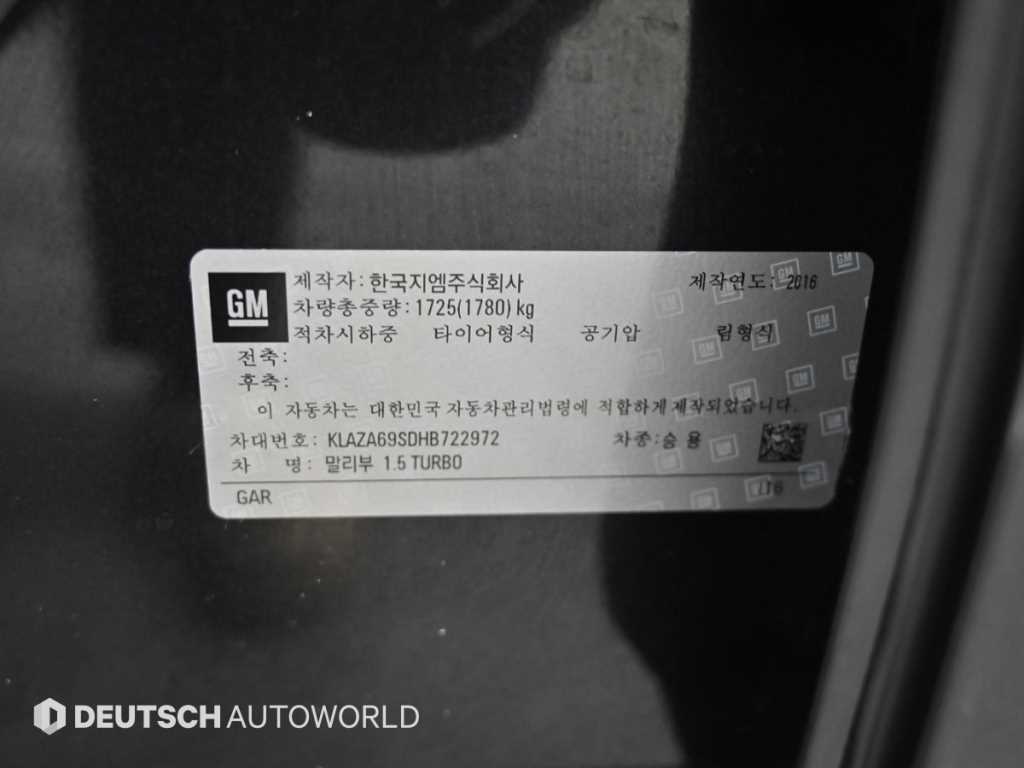 GM
제작자: 한국지엠주식회사 제작연도: 2016
차량총중량: 1725(1780) kg
적차시하중 타이어형식 공기압 림형식
전축:
후축:
이 자동차는 대한민국 자동차관리법령에 적합하게 제작되었습니다.
차대번호: KLAZA69SDHB722972 차종:승용
차 명: 말리부 1.5 TURBO
GAR
DEUTSCH AUTOWORLD